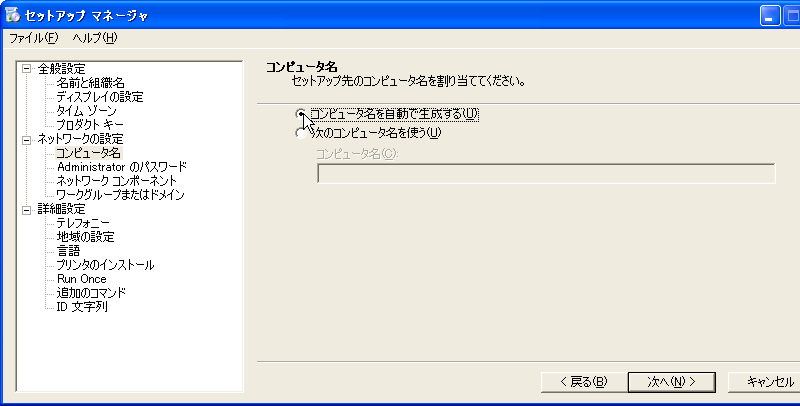 セットアップ マネージャ
ファイル(F) ヘルプ(H)
全般設定
名前と組織名
ディスプレイの設定
タイム ゾーン
プロダクト キー
ネットワークの設定
コンピュータ名
Administrator のパスワード
ネットワーク コンポーネント
ワークグループまたはドメイン
詳細設定
テレフォニー
地域の設定
言語
プリンタのインストール
Run Once
追加のコマンド
ID 文字列
コンピュータ名
セットアップ先のコンピュータ名を割り当ててください。
コンピュータ名を自動で生成する(U)
次のコンピュータ名を使う(U)
コンピュータ名(C):
< 戻る(B)
次へ(N) >
キャンセル